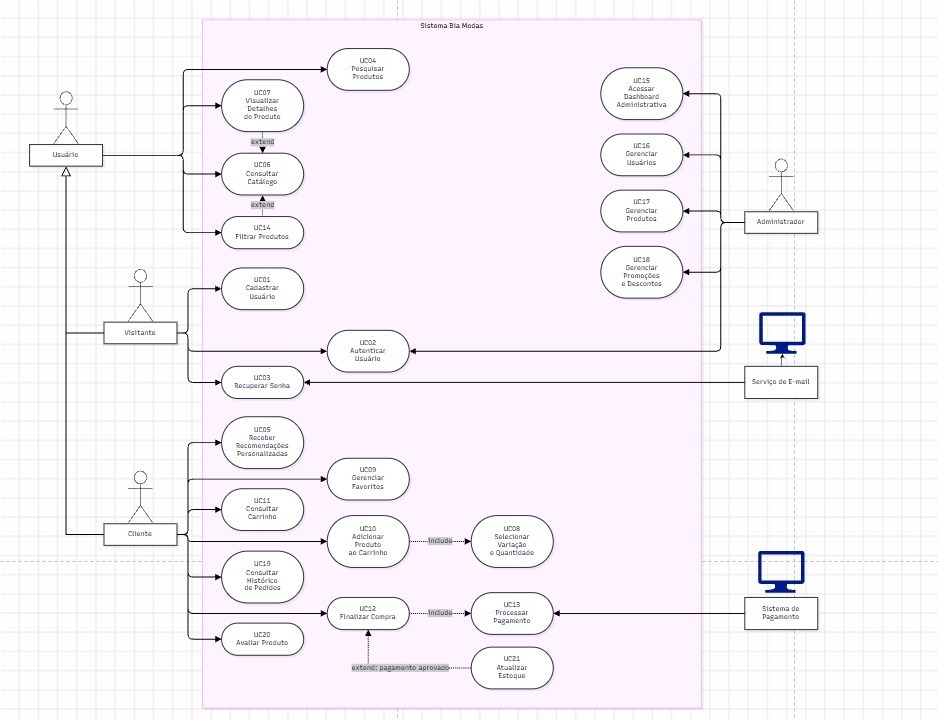 Sistema Bia Modas
UC04
Pesquisar
Produtos
UC07
Visualizar
Detalhes
do Produto
extend
UC06
Consultar
Catálogo
extend
UC14
Filtrar Produtos
Usuário
UC15
Acessar
Dashboard
Administrativa
UC16
Gerenciar
Usuários
UC17
Gerenciar
Produtos
UC18
Gerenciar
Promoções
e Descontos
Administrador
UC01
Cadastrar
Usuário
Visitante
UC02
Autenticar
Usuário
UC03
Recuperar Senha
Serviço de E-mail
UC05
Receber
Recomendações
Personalizadas
UC09
Gerenciar
Favoritos
UC11
Consultar
Carrinho
Cliente
UC10
Adicionar
Produto
ao Carrinho
include
UC08
Selecionar
Variação
e Quantidade
UC19
Consultar
Histórico
de Pedidos
UC12
Finalizar Compra
include
UC13
Processar
Pagamento
Sistema de
Pagamento
UC20
Avaliar Produto
extend: pagamento aprovado
UC21
Atualizar
Estoque